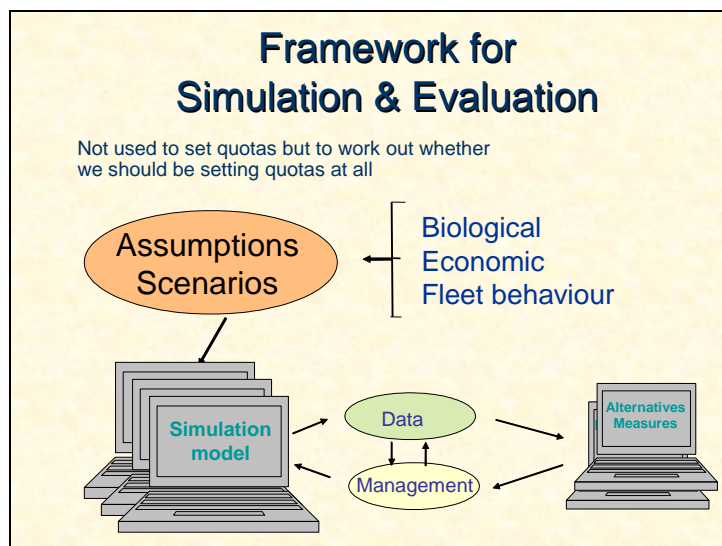 Framework for
Simulation & Evaluation
Not used to set quotas but to work out whether
we should be setting quotas at all
Assumptions
Scenarios
Biological
Economic
Fleet behaviour
Simulation
model
Data
Management
Alternatives
Measures